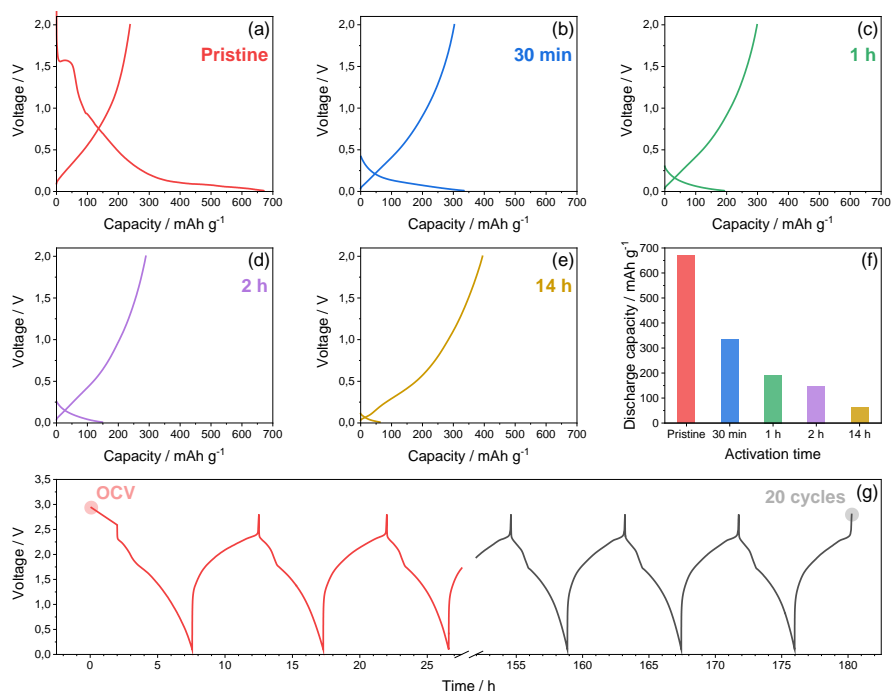 (a)
Pristine
Voltage / V
2,0
1,5
1,0
0,5
0,0
0 100 200 300 400 500 600 700
Capacity / mAh g-1
(b)
30 min
Voltage / V
2,0
1,5
1,0
0,5
0,0
0 100 200 300 400 500 600 700
Capacity / mAh g-1
(c)
1 h
Voltage / V
2,0
1,5
1,0
0,5
0,0
0 100 200 300 400 500 600 700
Capacity / mAh g-1
(d)
2 h
Voltage / V
2,0
1,5
1,0
0,5
0,0
0 100 200 300 400 500 600 700
Capacity / mAh g-1
(e)
14 h
Voltage / V
2,0
1,5
1,0
0,5
0,0
0 100 200 300 400 500 600 700
Capacity / mAh g-1
(f)
Discharge capacity / mAh g-1
700
600
500
400
300
200
100
0
Pristine 30 min 1 h 2 h 14 h
Activation time
(g)
OCV
20 cycles
Voltage / V
3,5
3,0
2,5
2,0
1,5
1,0
0,5
0,0
0 5 10 15 20 25 155 160 165 170 175 180
Time / h